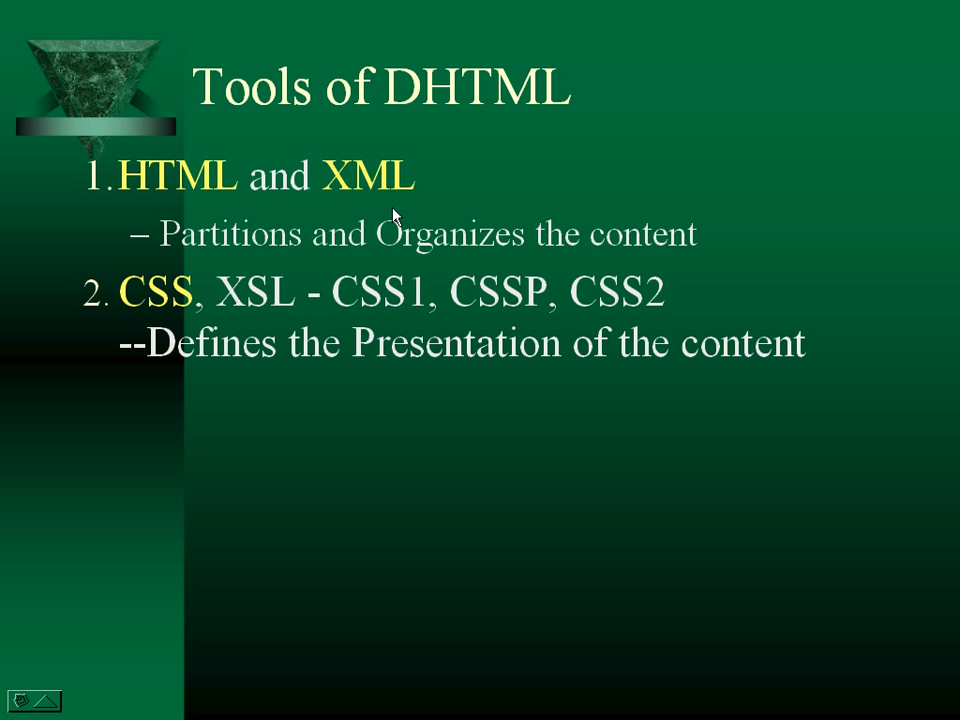 Tools of DHTML
1. HTML and XML
– Partitions and Organizes the content
2. CSS, XSL - CSS1, CSSP, CSS2
--Defines the Presentation of the content